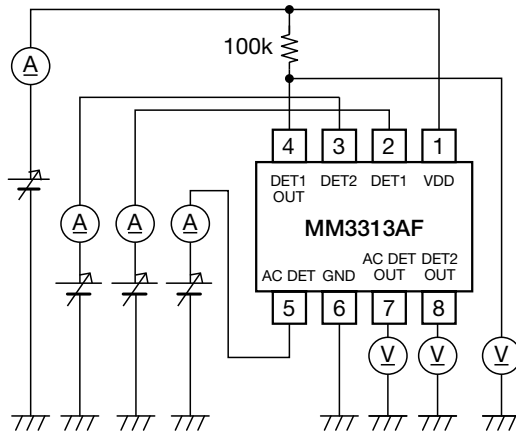 100k
A
4 3 2 1
DET1 OUT DET2 DET1 VDD
A A A
MM3313AF
AC DET GND AC DET OUT DET2 OUT
5 6 7 8
V V V